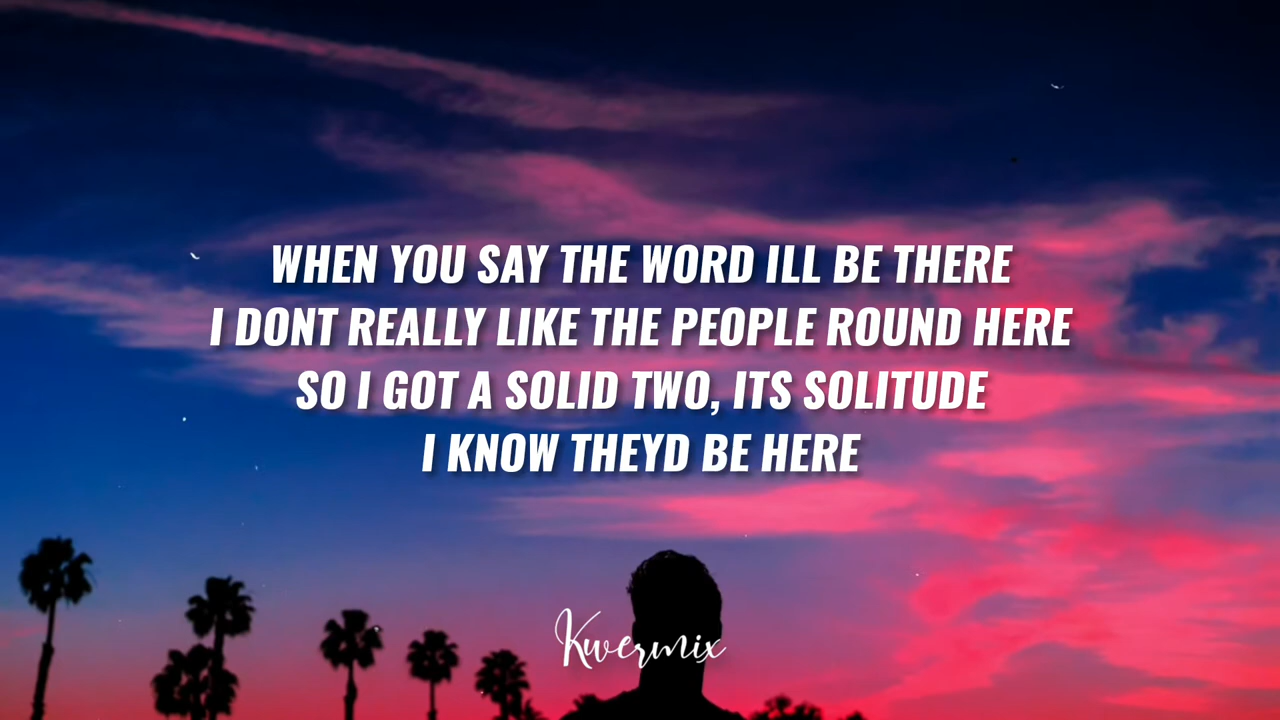 WHEN YOU SAY THE WORD ILL BE THERE
I DONT REALLY LIKE THE PEOPLE ROUND HERE
SO I GOT A SOLID TWO, ITS SOLITUDE
I KNOW THEYD BE HERE
Kwermix